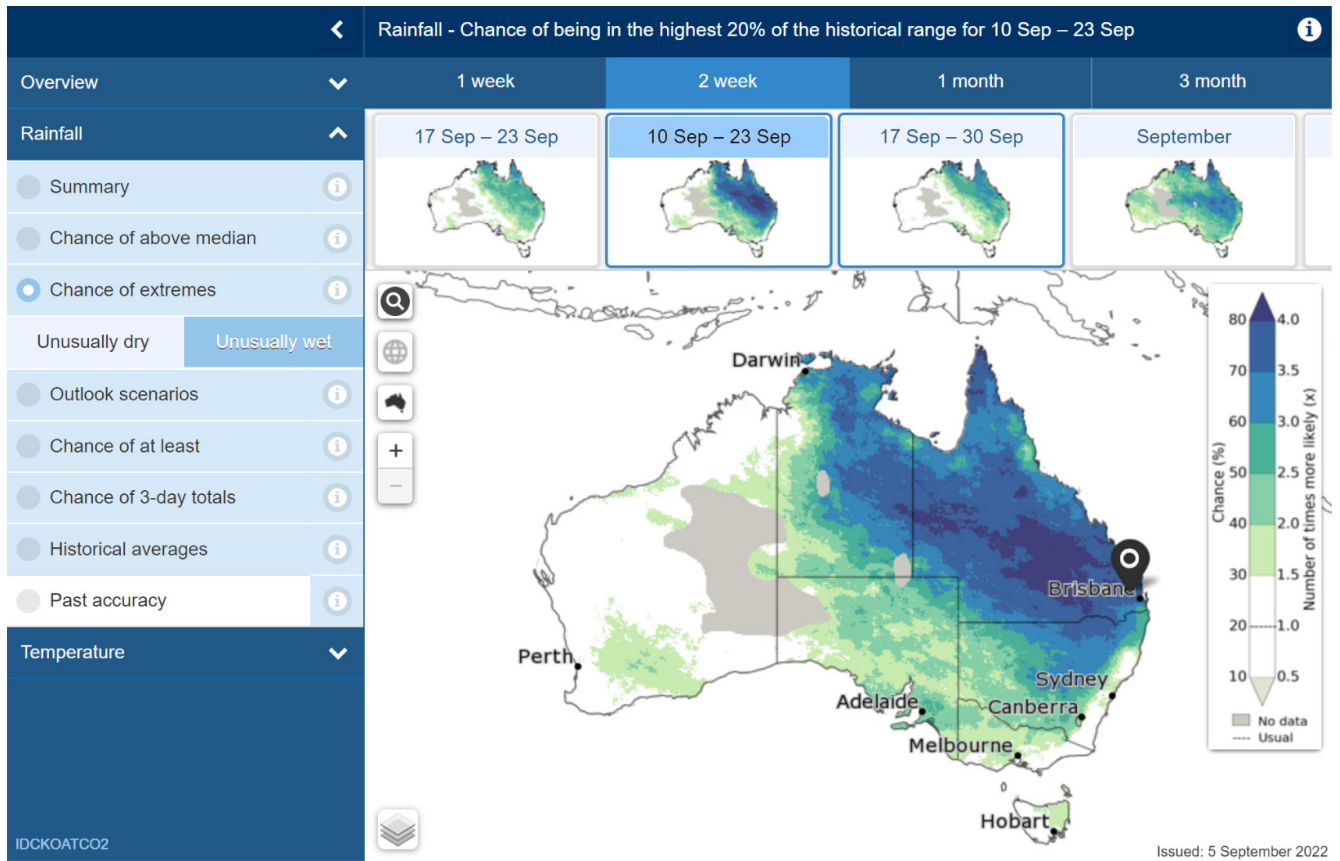 Rainfall - Chance of being in the highest 20% of the historical range for 10 Sep – 23 Sep
Overview
1 week
2 week
1 month
3 month
Rainfall
17 Sep – 23 Sep
10 Sep – 23 Sep
17 Sep – 30 Sep
September
Summary
Chance of above median
Chance of extremes
Unusually dry
Unusually wet
Outlook scenarios
Chance of at least
Chance of 3-day totals
Historical averages
Past accuracy
Temperature
IDCKOATCO2
Darwin
Brisbane
Perth
Sydney
Adelaide
Canberra
Melbourne
Hobart
Chance (%)
80
70
60
50
40
30
20
10
4.0
3.5
3.0
2.5
2.0
1.5
1.0
0.5
Number of times more likely (x)
No data
Usual
Issued: 5 September 2022